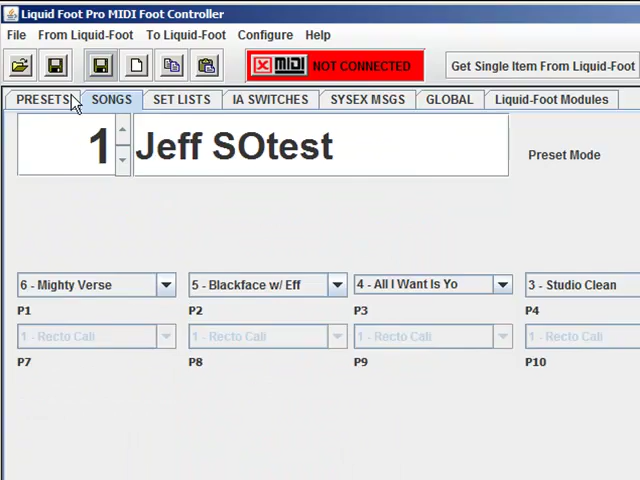 Liquid Foot Pro MIDI Foot Controller
File From Liquid-Foot To Liquid-Foot Configure Help
MIDI NOT CONNECTED Get Single Item From Liquid-Foot
PRESETS SONGS SET LISTS IA SWITCHES SYSEX MSGS GLOBAL Liquid-Foot Modules
1 Jeff SOtest Preset Mode
6 - Mighty Verse 5 - Blackface w/ Eff 4 - All I Want Is Yo 3 - Studio Clean
P1 P2 P3 P4
1 - Recto Cali 1 - Recto Cali 1 - Recto Cali 1 - Recto Cali
P7 P8 P9 P10